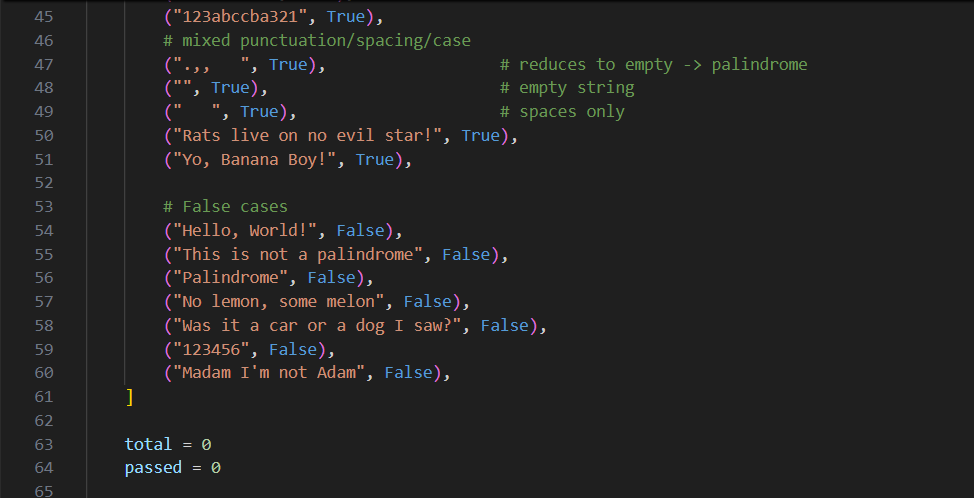 45 ("123abccba321", True),
46 # mixed punctuation/spacing/case
47 (".,,   ", True), # reduces to empty -> palindrome
48 ("", True), # empty string
49 ("   ", True), # spaces only
50 ("Rats live on no evil star!", True),
51 ("Yo, Banana Boy!", True),
52
53 # False cases
54 ("Hello, World!", False),
55 ("This is not a palindrome", False),
56 ("Palindrome", False),
57 ("No lemon, some melon", False),
58 ("Was it a car or a dog I saw?", False),
59 ("123456", False),
60 ("Madam I'm not Adam", False),
61 ]
62
63 total = 0
64 passed = 0
65